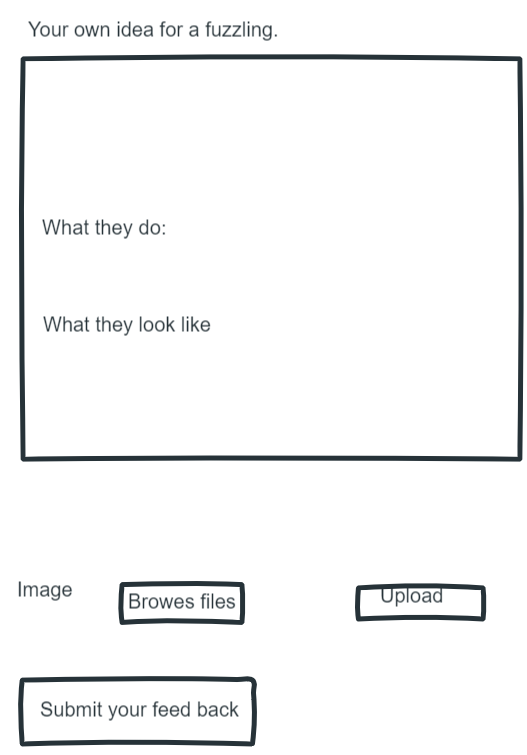 Your own idea for a fuzzling.
What they do:
What they look like
Image
Browes files
Upload
Submit your feed back